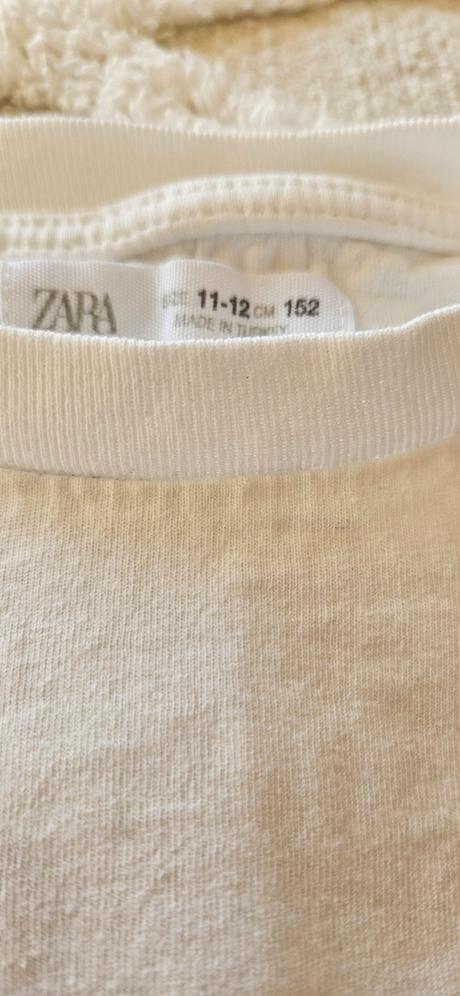 ZARA
SIZE 11-12 CM 152
MADE IN TURKEY